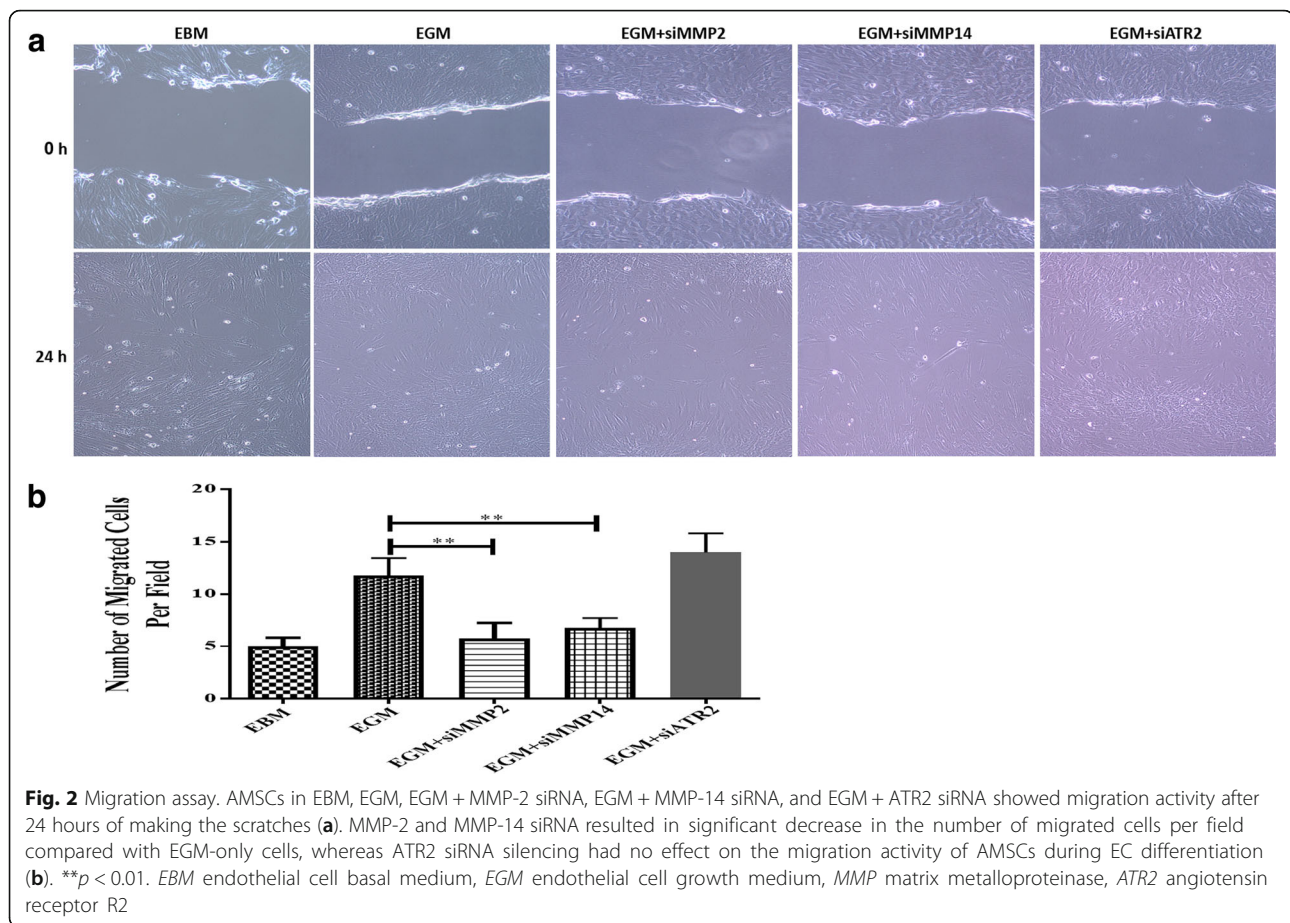 a
EBM EGM EGM+siMMP2 EGM+siMMP14 EGM+siATR2
0 h
24 h
b
Number of Migrated Cells
Per Field
20
15
10
5
0
**
**
EBM
EGM
EGM+siMMP2
EGM+siMMP14
EGM+siATR2
Fig. 2 Migration assay. AMSCs in EBM, EGM, EGM + MMP-2 siRNA, EGM + MMP-14 siRNA, and EGM + ATR2 siRNA showed migration activity after
24 hours of making the scratches (a). MMP-2 and MMP-14 siRNA resulted in significant decrease in the number of migrated cells per field
compared with EGM-only cells, whereas ATR2 siRNA silencing had no effect on the migration activity of AMSCs during EC differentiation
(b). **p < 0.01. EBM endothelial cell basal medium, EGM endothelial cell growth medium, MMP matrix metalloproteinase, ATR2 angiotensin
receptor R2